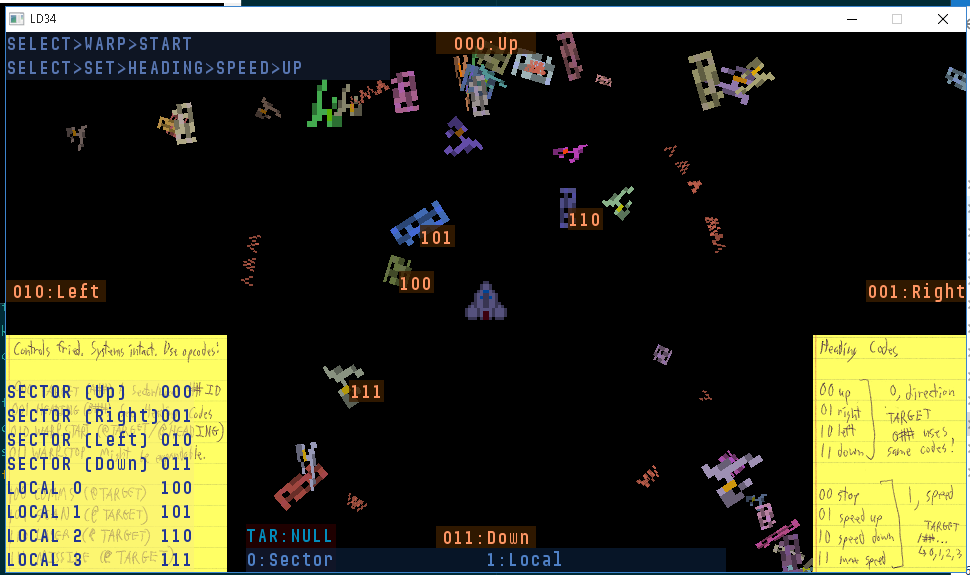 LD34
SELECT>WARP>START
SELECT>SET>HEADING>SPEED>UP
000:Up
110
101
100
010:Left
001:Right
111
Controls fried. Systems intact. Use opcodes!
SECTOR (Up) 000
SECTOR (Right)001
SECTOR (Left) 010
SECTOR (Down) 011
LOCAL 0 100
LOCAL 1 101
LOCAL 2 110
LOCAL 3 111
Heading Codes
00 up
01 right
10 left
11 down
0, direction
TARGET
0## uses
same codes!
00 stop
01 speed up
10 speed down
11 max speed
1, speed
TARGET
1##...
0,1,2,3
TAR:NULL
011:Down
0:Sector 1:Local